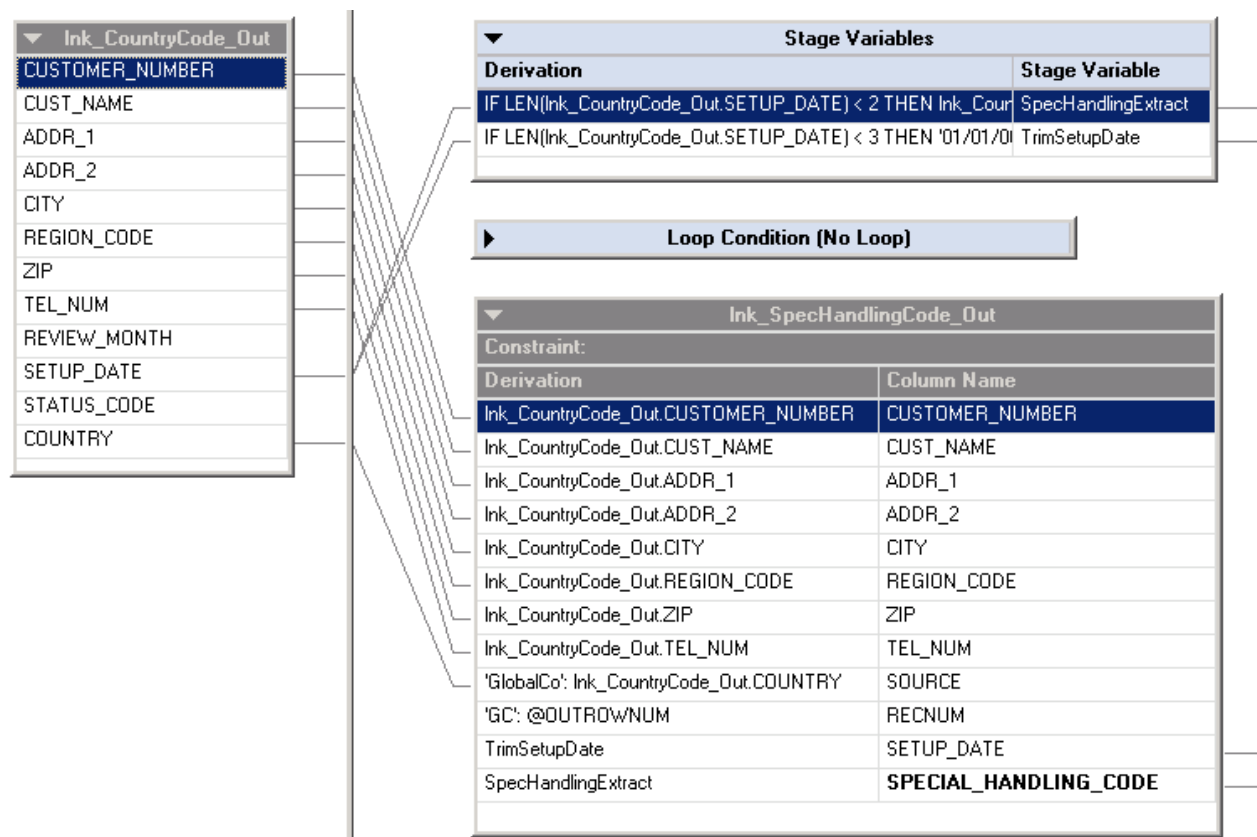 lnk_CountryCode_Out
CUSTOMER_NUMBER
CUST_NAME
ADDR_1
ADDR_2
CITY
REGION_CODE
ZIP
TEL_NUM
REVIEW_MONTH
SETUP_DATE
STATUS_CODE
COUNTRY
Stage Variables
Derivation Stage Variable
IF LEN(lnk_CountryCode_Out.SETUP_DATE) < 2 THEN lnk_Coun SpecHandlingExtract
IF LEN(lnk_CountryCode_Out.SETUP_DATE) < 3 THEN '01/01/0 TrimSetupDate
Loop Condition (No Loop)
lnk_SpecHandlingCode_Out
Constraint:
Derivation Column Name
lnk_CountryCode_Out.CUSTOMER_NUMBER CUSTOMER_NUMBER
lnk_CountryCode_Out.CUST_NAME CUST_NAME
lnk_CountryCode_Out.ADDR_1 ADDR_1
lnk_CountryCode_Out.ADDR_2 ADDR_2
lnk_CountryCode_Out.CITY CITY
lnk_CountryCode_Out.REGION_CODE REGION_CODE
lnk_CountryCode_Out.ZIP ZIP
lnk_CountryCode_Out.TEL_NUM TEL_NUM
'GlobalCo': lnk_CountryCode_Out.COUNTRY SOURCE
'GC': @OUTROWNUM RECNUM
TrimSetupDate SETUP_DATE
SpecHandlingExtract SPECIAL_HANDLING_CODE